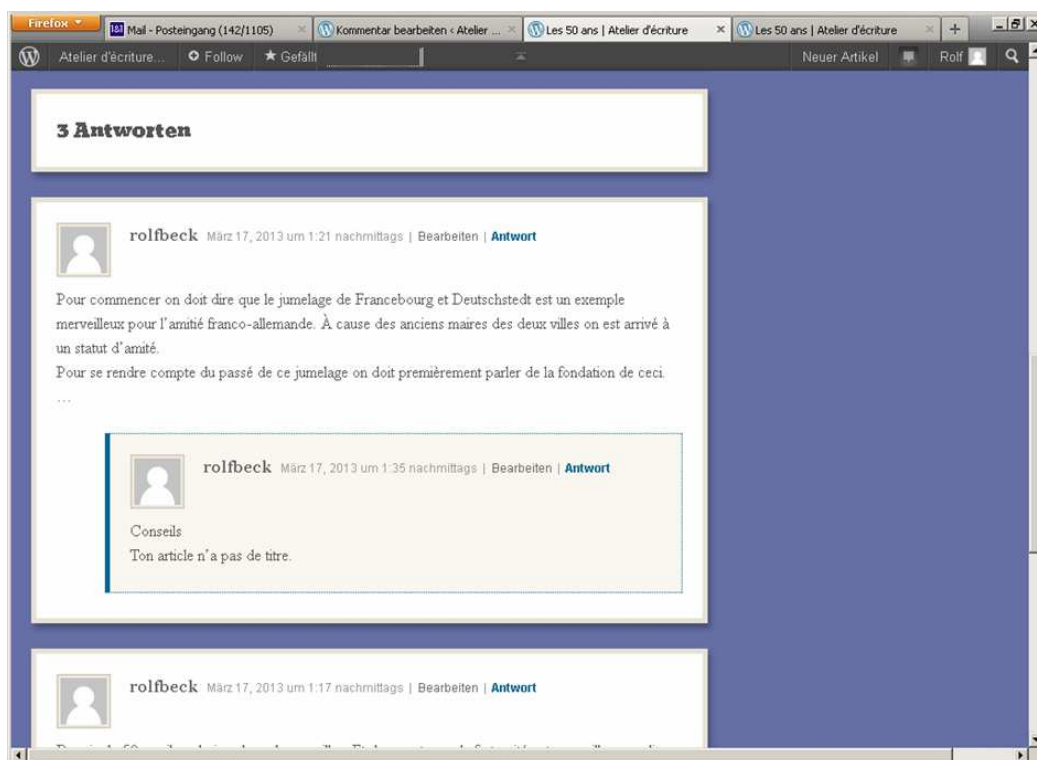 Firefox
Mail - Posteingang (142/1105)
Kommentar bearbeiten ‹ Atelier ...
Les 50 ans | Atelier d'écriture
Les 50 ans | Atelier d'écriture
Atelier d'écriture...
Follow
Gefällt
Neuer Artikel
Rolf
3 Antworten
rolfbeck März 17, 2013 um 1:21 nachmittags | Bearbeiten | Antwort
Pour commencer on doit dire que le jumelage de Francebourg et Deutschstedt est un exemple
merveilleux pour l'amitié franco-allemande. À cause des anciens maires des deux villes on est arrivé à
un statut d'amité.
Pour se rendre compte du passé de ce jumelage on doit premièrement parler de la fondation de ceci.
…
rolfbeck März 17, 2013 um 1:35 nachmittags | Bearbeiten | Antwort
Conseils
Ton article n'a pas de titre.
rolfbeck März 17, 2013 um 1:17 nachmittags | Bearbeiten | Antwort